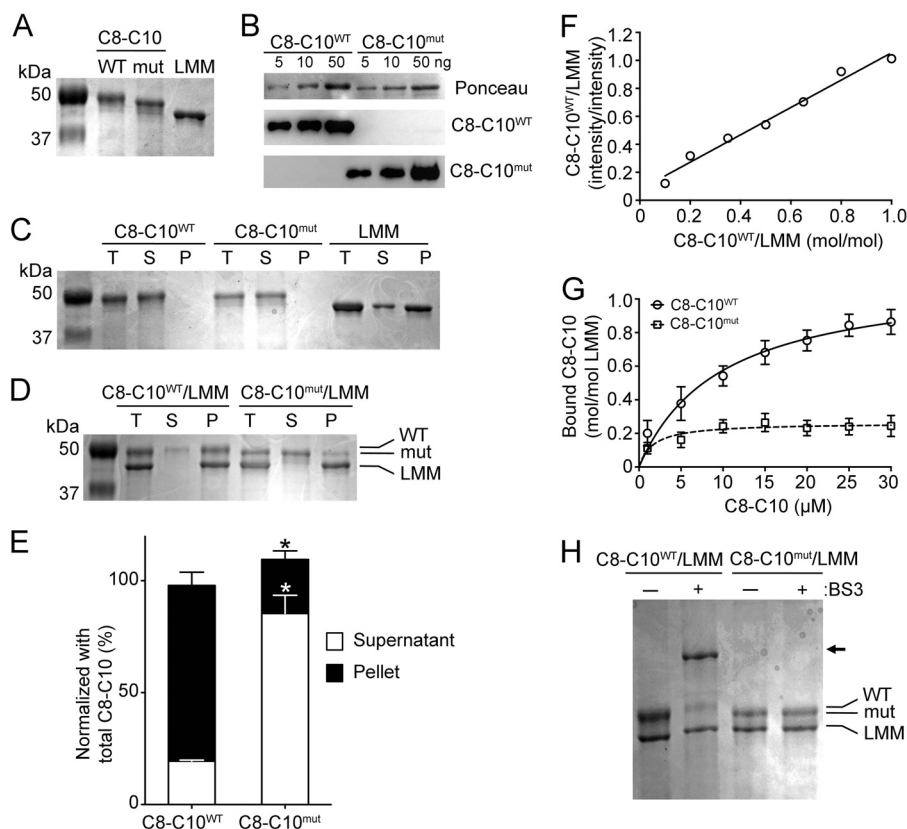 A
C8-C10
kDa WT mut LMM
50
37
B
C8-C10WT C8-C10mut
5 10 50 5 10 50 ng
Ponceau
C8-C10WT
C8-C10mut
C
C8-C10WT C8-C10mut LMM
kDa T S P T S P T S P
50
37
D
C8-C10WT/LMM C8-C10mut/LMM
kDa T S P T S P
50
37
WT
mut
LMM
E
Normalized with
total C8-C10 (%)
100
50
0
* 
*
C8-C10WT C8-C10mut
Supernatant
Pellet
F
C8-C10WT/LMM
(intensity/intensity)
1.2
1.0
0.8
0.6
0.4
0.2
0 0.2 0.4 0.6 0.8 1.0
C8-C10WT/LMM (mol/mol)
G
Bound C8-C10
(mol/mol LMM)
1.0
0.8
0.6
0.4
0.2
0
C8-C10WT
C8-C10mut
0 5 10 15 20 25 30
C8-C10 (µM)
H
C8-C10WT/LMM C8-C10mut/LMM
— + — + :BS3
WT
mut
LMM